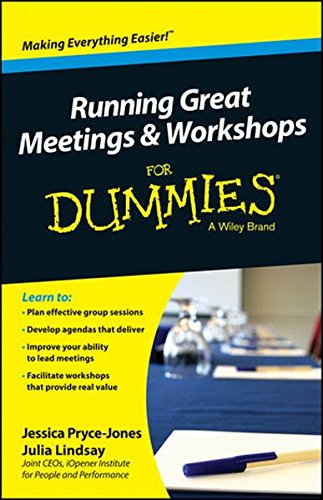 Making Everything Easier!™
Running Great
Meetings & Workshops
FOR
DUMMIES®
A Wiley Brand
Learn to:
• Plan effective group sessions
• Develop agendas that deliver
• Improve your ability
to lead meetings
• Facilitate workshops
that provide real value
Jessica Pryce-Jones
Julia Lindsay
Joint CEOs, iOpener Institute
for People and Performance